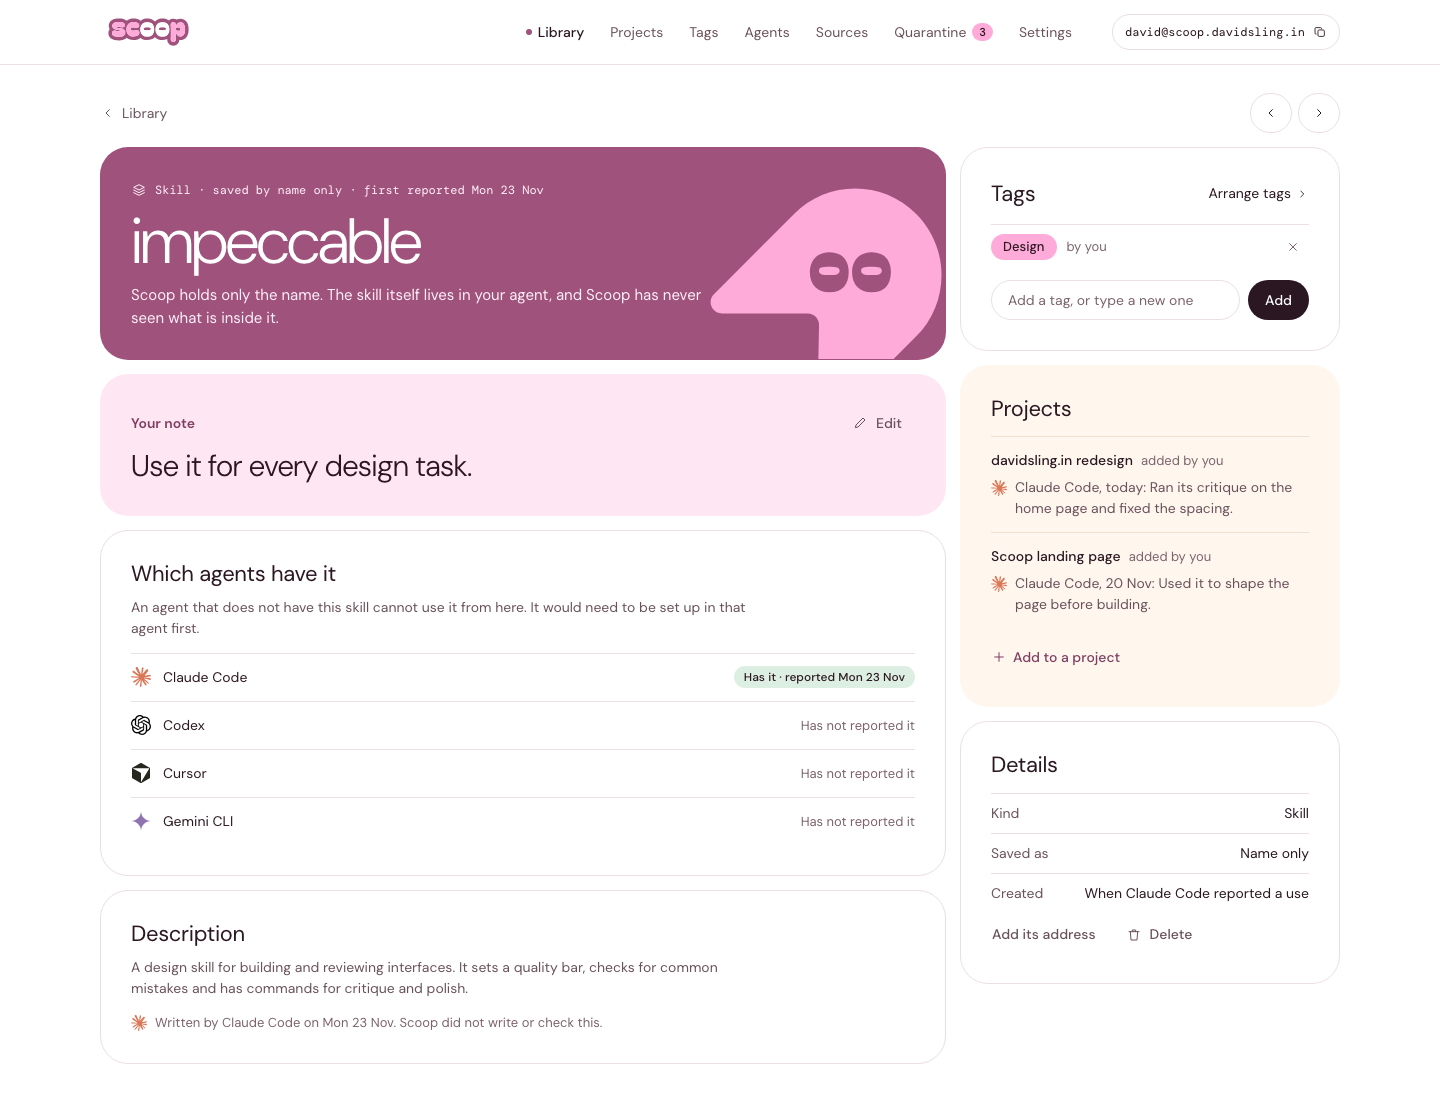 scoop
Library
Projects
Tags
Agents
Sources
Quarantine 3
Settings
david@scoop.davidsling.in
Library
Skill · saved by name only · first reported Mon 23 Nov
impeccable
Scoop holds only the name. The skill itself lives in your agent, and Scoop has never
seen what is inside it.
Your note
Edit
Use it for every design task.
Which agents have it
An agent that does not have this skill cannot use it from here. It would need to be set up in that
agent first.
Claude Code
Has it · reported Mon 23 Nov
Codex
Has not reported it
Cursor
Has not reported it
Gemini CLI
Has not reported it
Description
A design skill for building and reviewing interfaces. It sets a quality bar, checks for common
mistakes and has commands for critique and polish.
Written by Claude Code on Mon 23 Nov. Scoop did not write or check this.
Tags
Arrange tags
Design by you
Add a tag, or type a new one
Add
Projects
davidsling.in redesign added by you
Claude Code, today: Ran its critique on the
home page and fixed the spacing.
Scoop landing page added by you
Claude Code, 20 Nov: Used it to shape the
page before building.
Add to a project
Details
Kind Skill
Saved as Name only
Created When Claude Code reported a use
Add its address
Delete